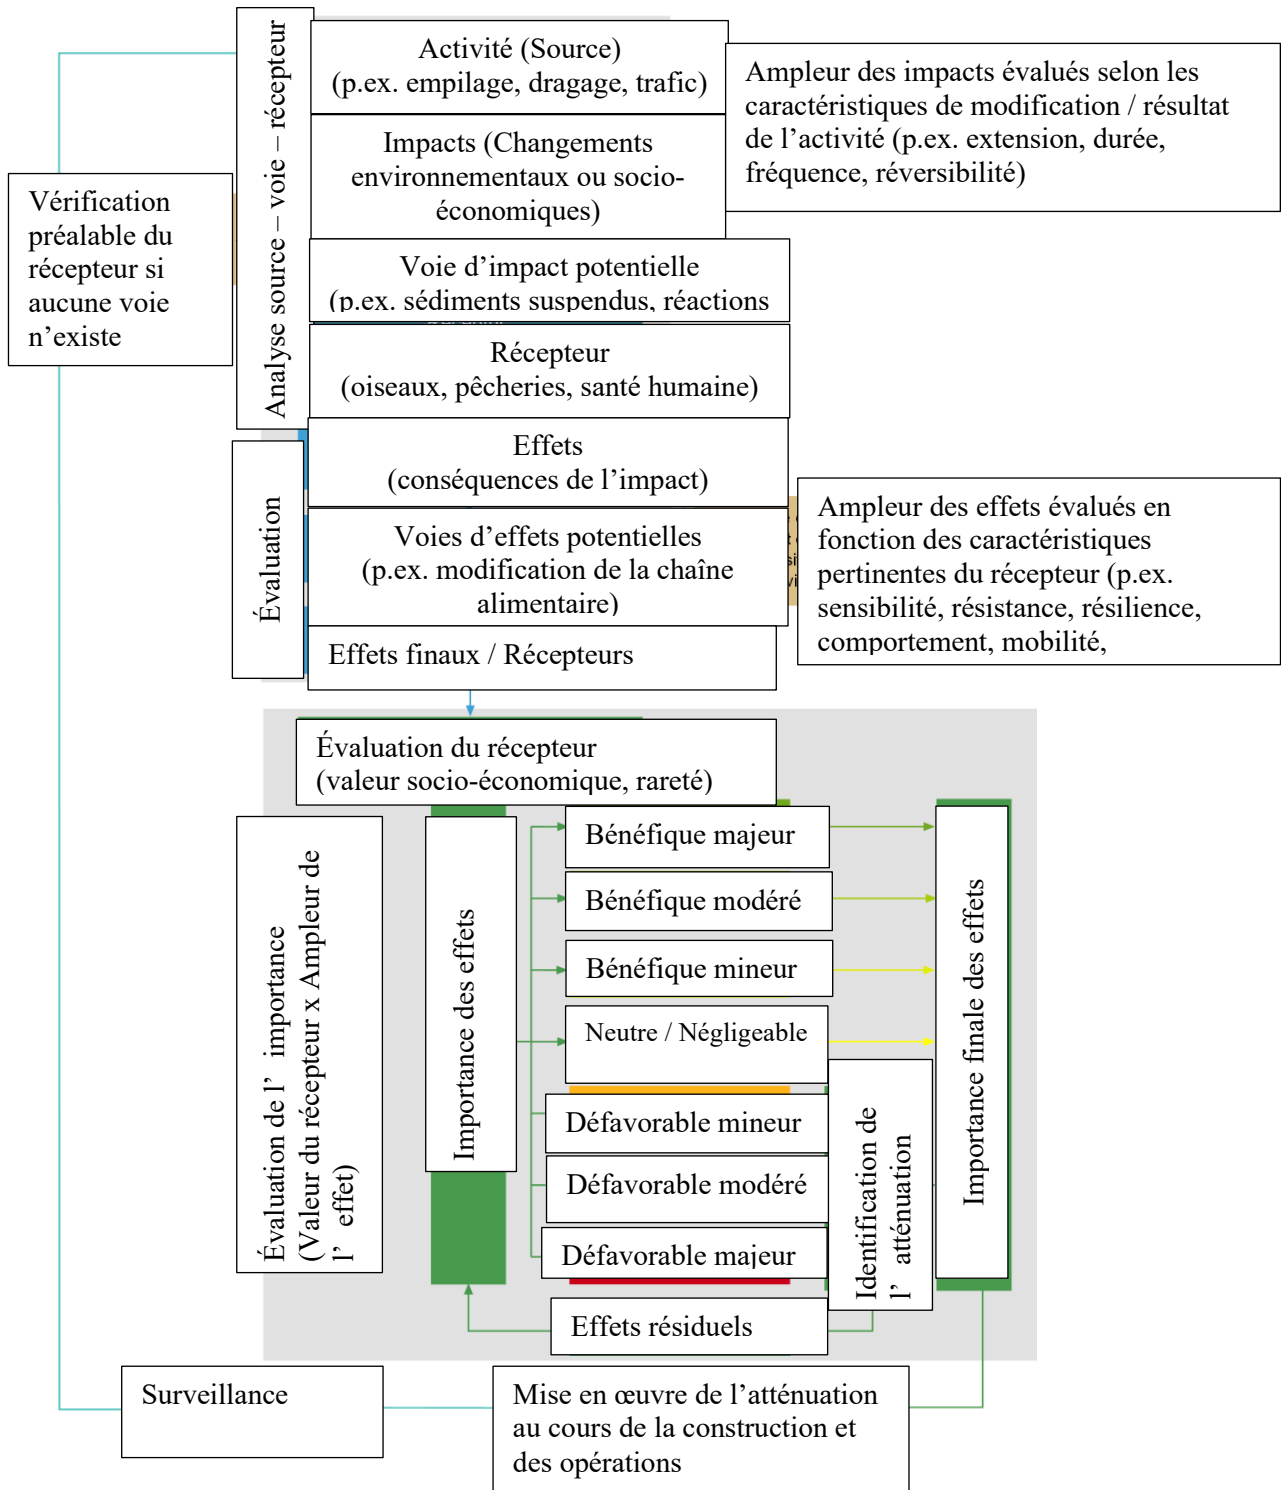 Analyse source – voie – récepteur
Activité (Source)
(p.ex. empilage, dragage, trafic)
Ampleur des impacts évalués selon les
caractéristiques de modification / résultat
de l’activité (p.ex. extension, durée,
fréquence, réversibilité)
Impacts (Changements
environnementaux ou socio-
économiques)
Vérification
préalable du
récepteur si
aucune voie
n’existe
Voie d’impact potentielle
(p.ex. sédiments suspendus, réactions
Récepteur
(oiseaux, pêcheries, santé humaine)
Évaluation
Effets
(conséquences de l’impact)
Voies d’effets potentielles
(p.ex. modification de la chaîne
alimentaire)
Ampleur des effets évalués en
fonction des caractéristiques
pertinentes du récepteur (p.ex.
sensibilité, résistance, résilience,
comportement, mobilité,
Effets finaux / Récepteurs
Évaluation du récepteur
(valeur socio-économique, rareté)
Évaluation de l’ importance
(Valeur du récepteur x Ampleur de
l’ effet)
Importance des effets
Bénéfique majeur
Bénéfique modéré
Bénéfique mineur
Neutre / Négligeable
Défavorable mineur
Défavorable modéré
Défavorable majeur
Identification de
l’ atténuation
Importance finale des effets
Effets résiduels
Surveillance
Mise en œuvre de l’atténuation
au cours de la construction et
des opérations